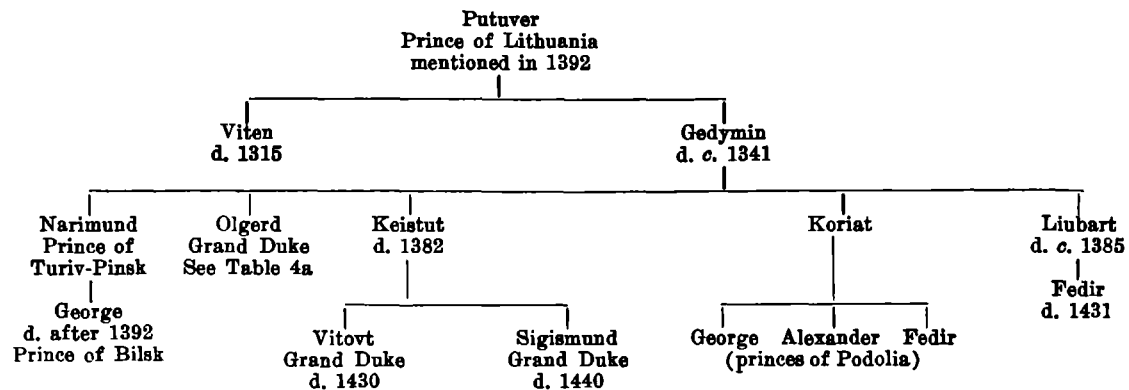 Putuver
Prince of Lithuania
mentioned in 1392
Viten
d. 1315
Gedymin
d. c. 1341
Narimund
Prince of
Turiv-Pinsk
Olgerd
Grand Duke
See Table 4a
Keistut
d. 1382
Koriat
Liubart
d. c. 1385
George
d. after 1392
Prince of Bilsk
Vitovt
Grand Duke
d. 1430
Sigismund
Grand Duke
d. 1440
George Alexander Fedir
(princes of Podolia)
Fedir
d. 1431